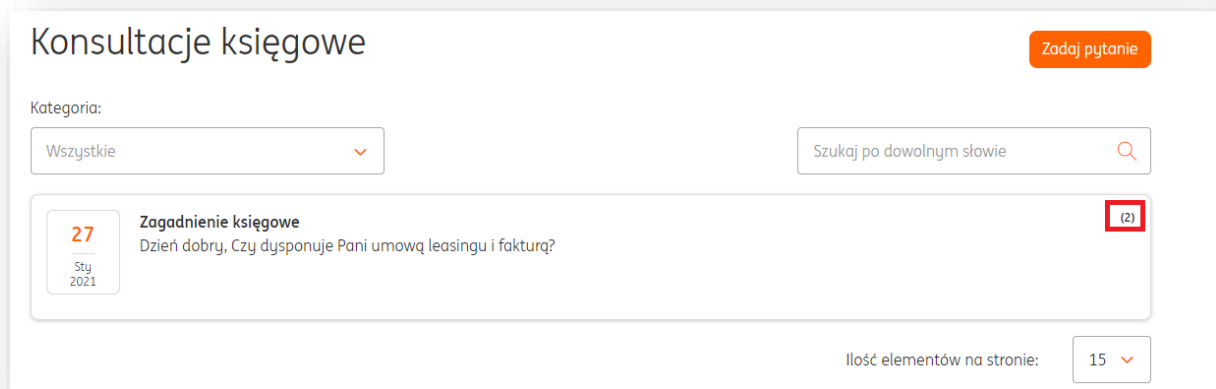 Konsultacje księgowe
Zadaj pytanie
Kategoria:
Wszystkie
Szukaj po dowolnym słowie
27
Sty
2021
Zagadnienie księgowe
(2)
Dzień dobry, Czy dysponuje Pani umową leasingu i fakturą?
Ilość elementów na stronie:
15